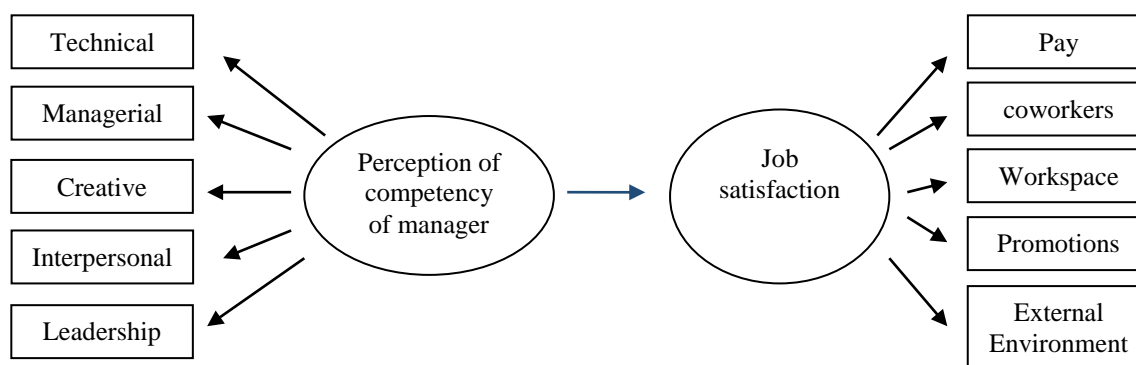 Technical
Managerial
Creative
Interpersonal
Leadership
Perception of
competency
of manager
Job
satisfaction
Pay
coworkers
Workspace
Promotions
External
Environment